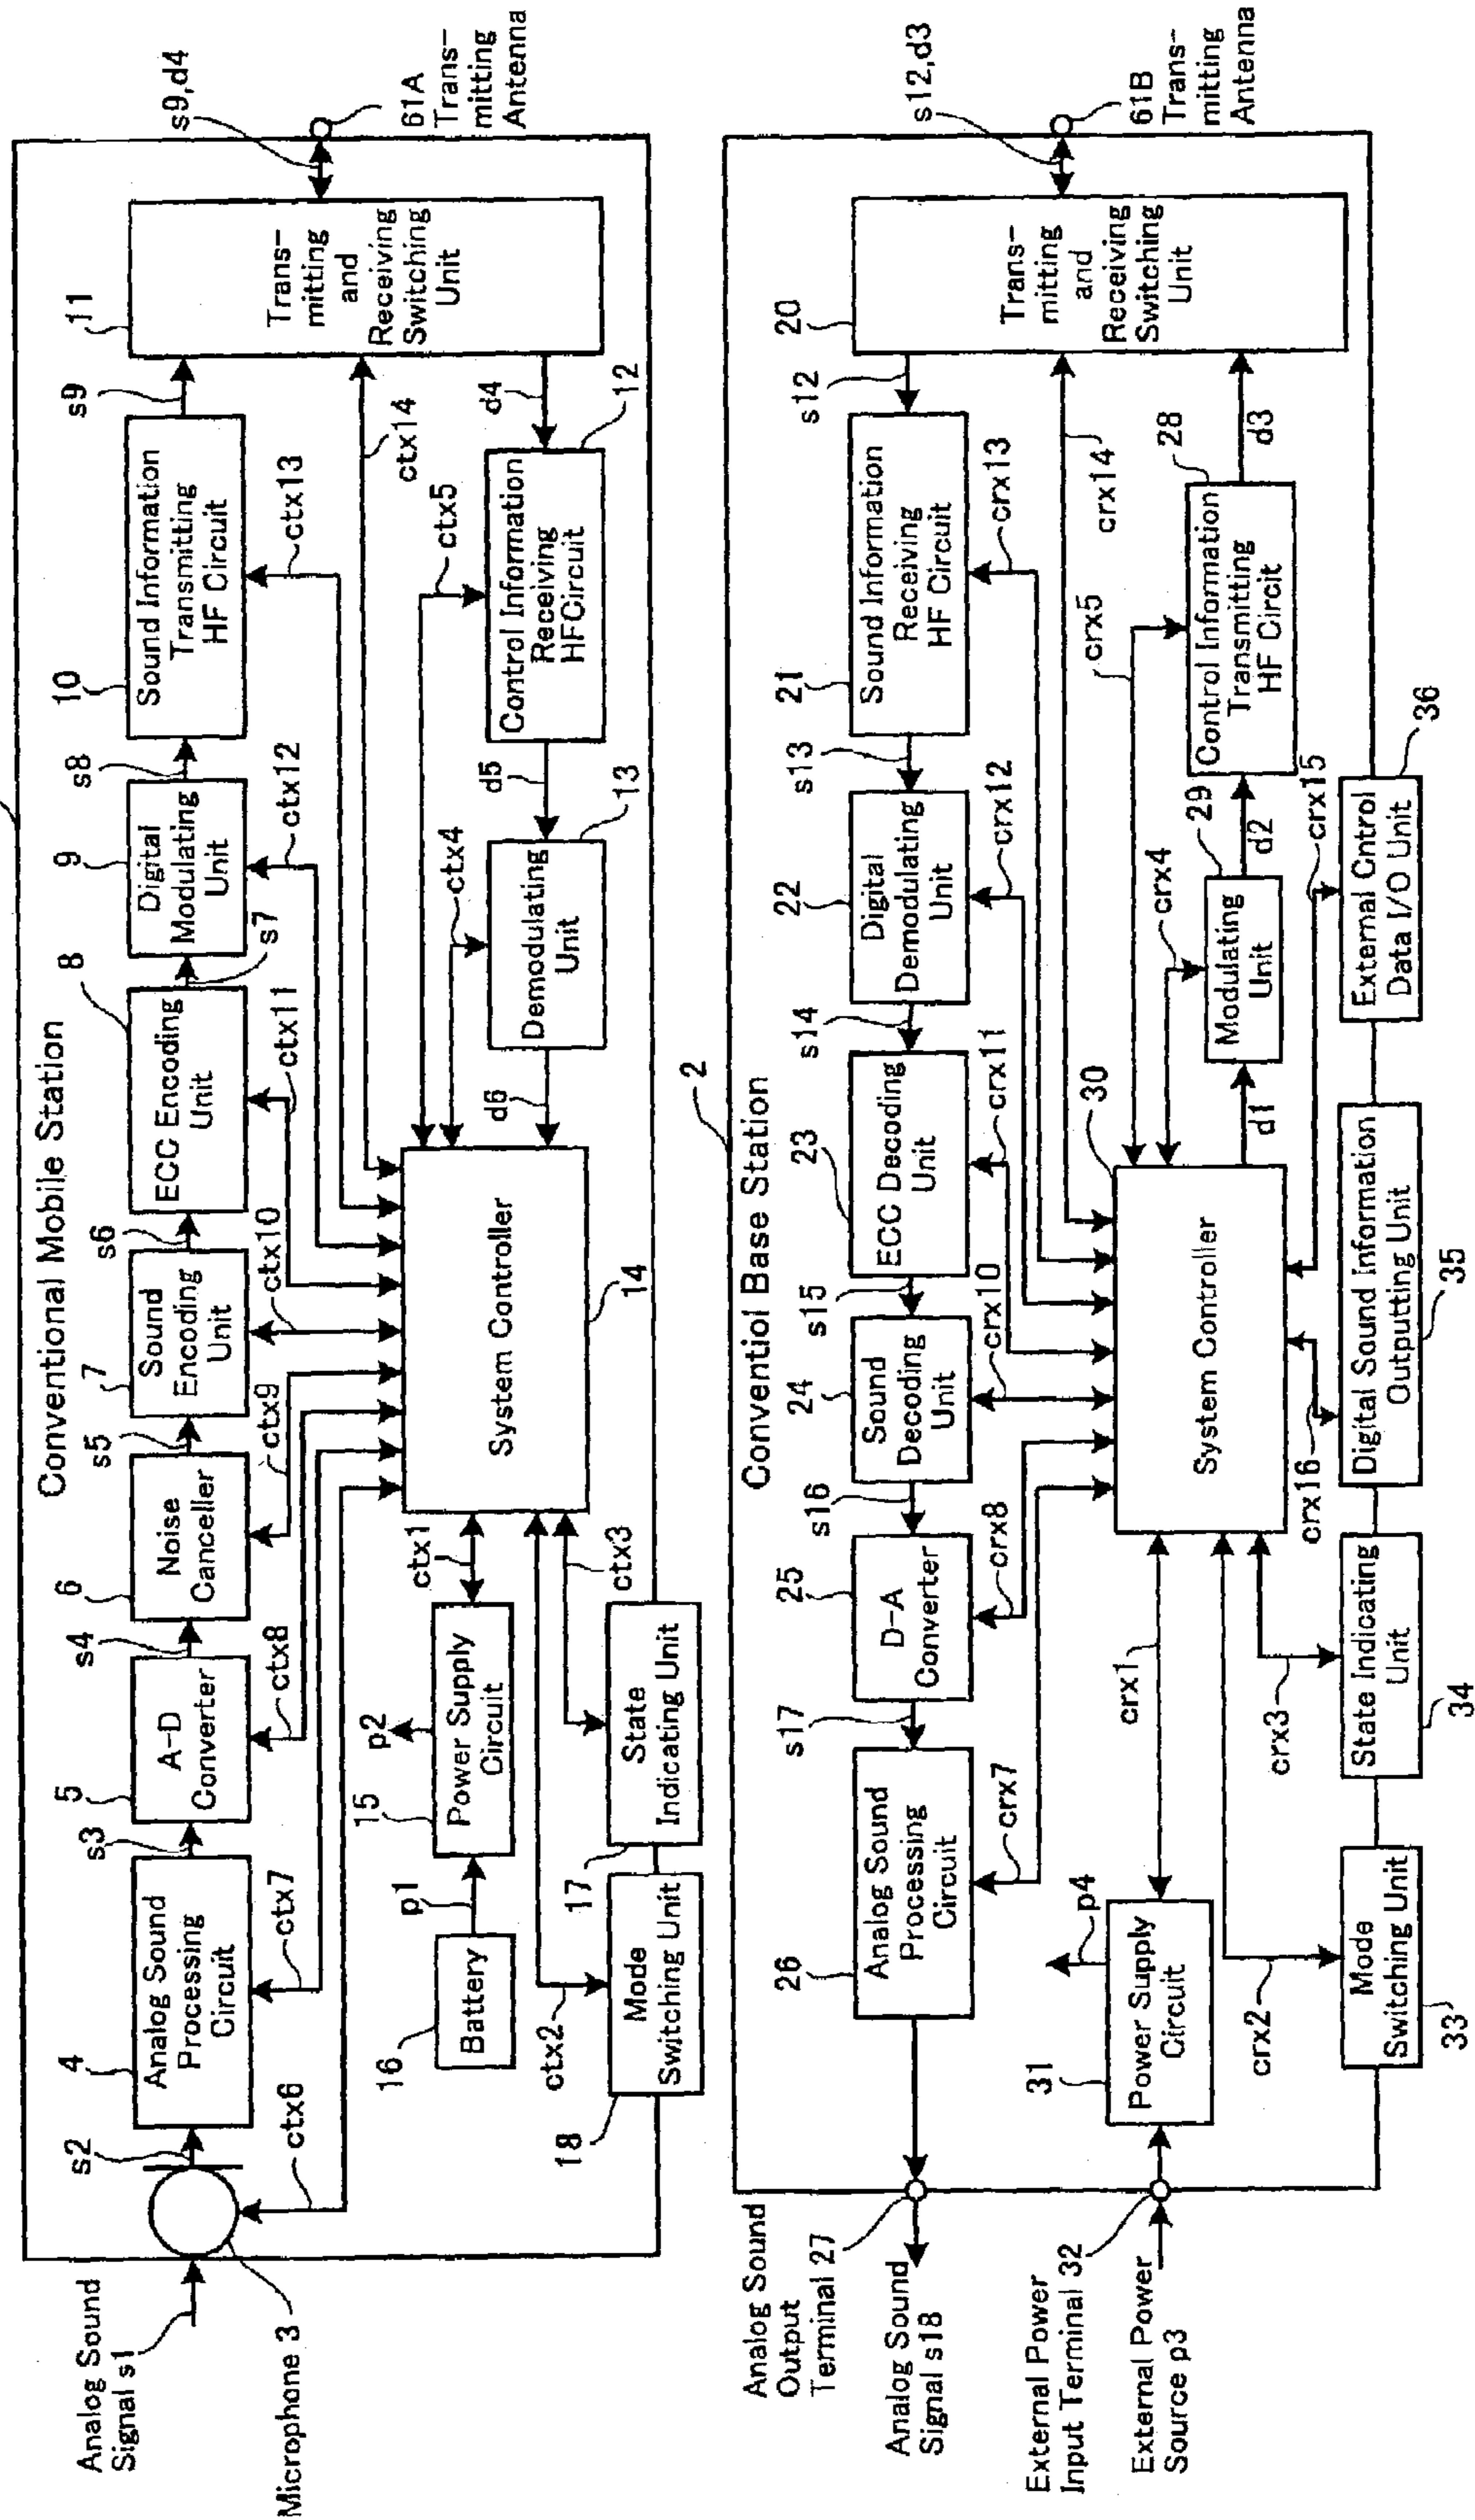 Conventional Mobile Station
Analog Sound
Signal s1
Microphone 3
s2
4
Analog Sound
Processing
Circuit
s3
5
A-D
Converter
s4
6
Noise
Canceller
s5
7
Sound
Encoding
Unit
s6
8
ECC Encoding
Unit
s7
9
Digital
Modulating
Unit
s8
10
Sound Information
Transmitting
HF Circuit
s9
11
Trans-
mitting
and
Receiving
Switching
Unit
s9,d4
61A
Trans-
mitting
Antenna
ctx6
ctx7
ctx8
ctx9
ctx10
ctx11
ctx12
ctx13
ctx14
16
Battery
p1
15
Power Supply
Circuit
p2
ctx1
System Controller
14
ctx4
ctx5
d6
Demodulating
Unit
13
d5
Control Information
Receiving
HFCircuit
12
d4
ctx2
ctx3
18
Mode
Switching Unit
17
State
Indicating Unit
2
Conventiol Base Station
Analog Sound
Output
Terminal 27
Analog Sound
Signal s18
26
Analog Sound
Processing
Circuit
s17
25
D-A
Converter
s16
24
Sound
Decoding
Unit
s15
23
ECC Decoding
Unit
s14
22
Digital
Demodulating
Unit
s13
21
Sound Information
Receiving
HF Circuit
s12
20
Trans-
mitting
and
Receiving
Switching
Unit
s12,d3
61B
Trans-
mitting
Antenna
crx7
crx8
crx10
crx11
crx12
crx13
crx14
External Power
Input Terminal 32
External Power
Source p3
31
Power Supply
Circuit
p4
crx1
System Controller
30
crx4
crx5
d1
Modulating
Unit
29
d2
Control Information
Transmitting
HF Circit
28
d3
crx2
crx3
crx16
crx15
Mode
Switching Unit
33
State Indicating
Unit
34
Digital Sound Information
Outputting Unit
35
External Cntrol
Data I/O Unit
36